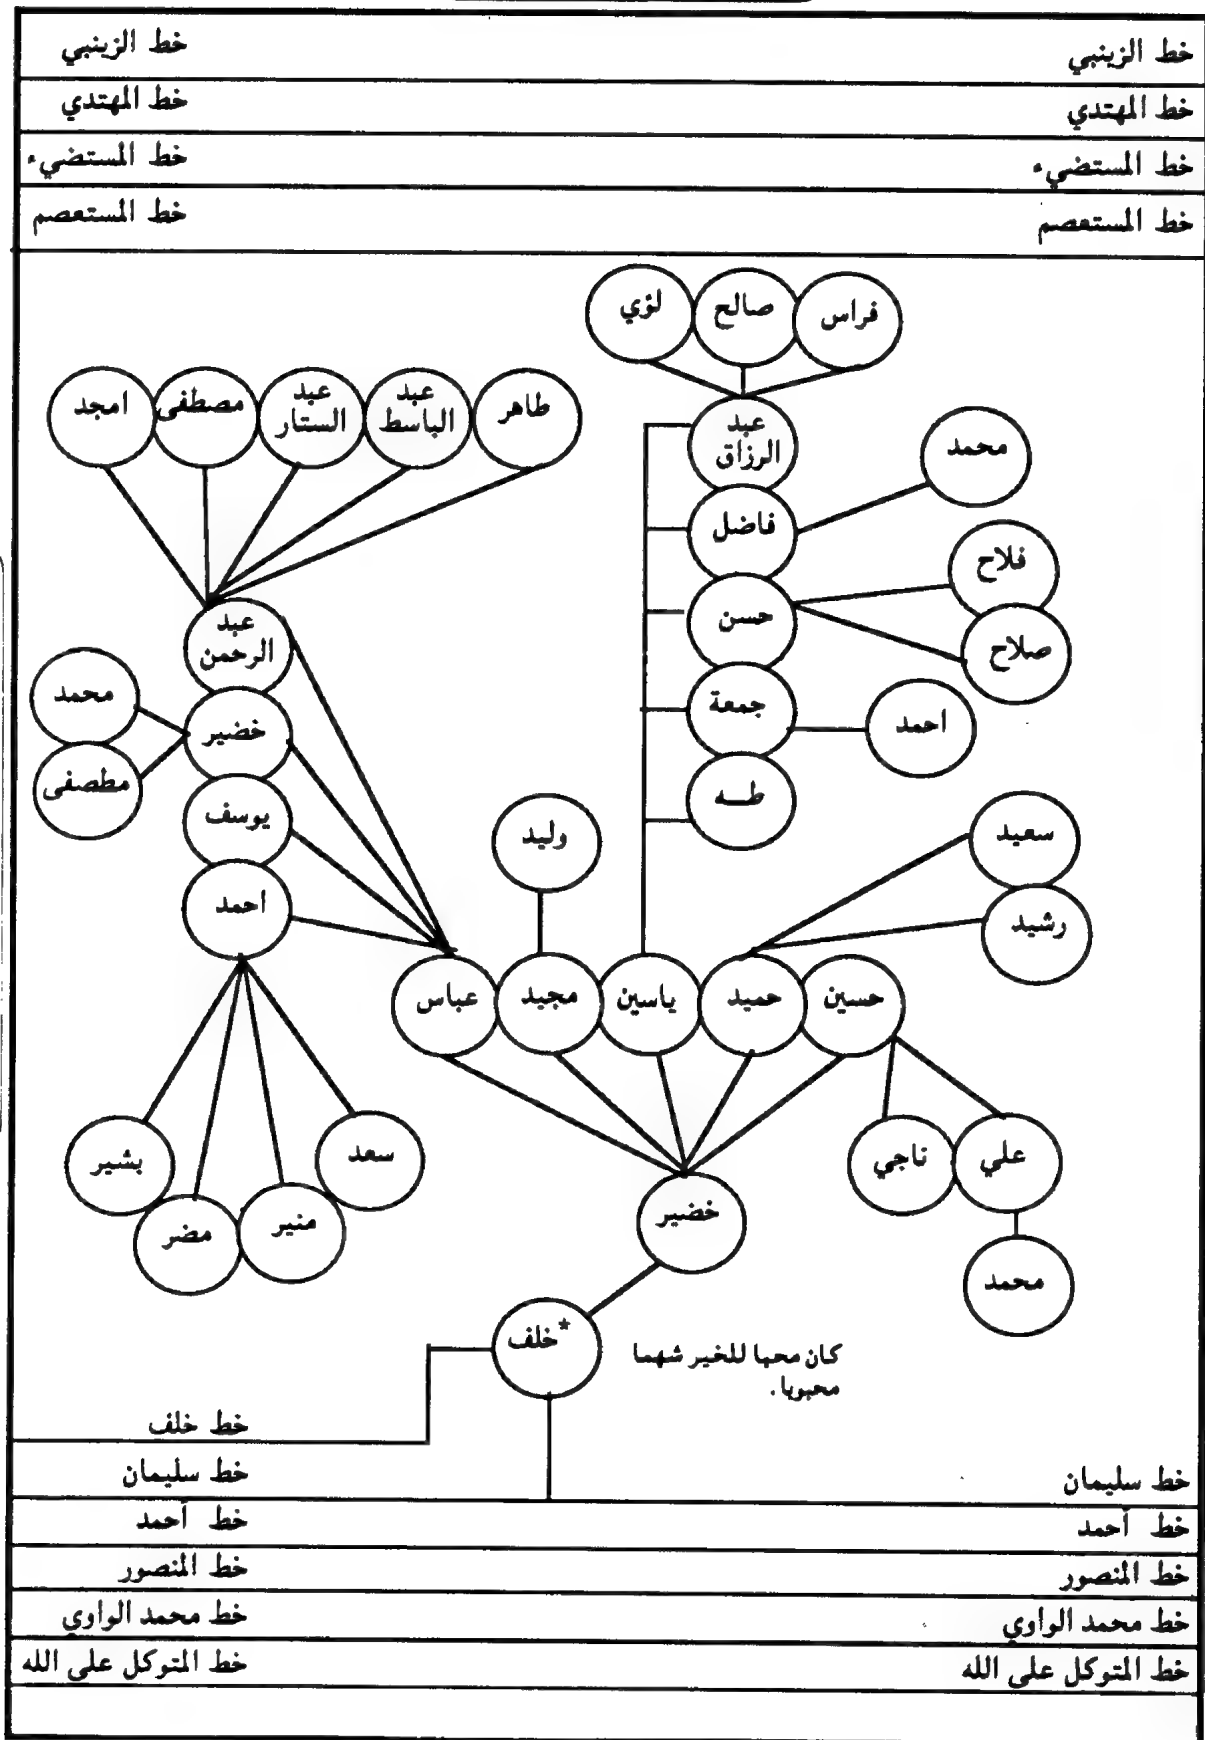 خط الزينبي
خط الزينبي
خط المهتدي
خط المهتدي
خط المستضيء
خط المستضيء
خط المستعصم
خط المستعصم
فراس
صالح
لؤي
طاهر
عبد
الباسط
عبد
الستار
مصطفى
امجد
عبد
الرزاق
محمد
فاضل
فلاح
حسن
صلاح
عبد
الرحمن
محمد
خضير
جمعة
احمد
مطصفى
طـه
يوسف
وليد
سعيد
احمد
رشيد
حسين
حميد
ياسين
مجيد
عباس
علي
ناجي
سعد
بشير
منير
مضر
خضير
محمد
خلف*
كان محبا للخير شهما
محبوبا .
خط خلف
خط سليمان
خط سليمان
خط أحمد
خط أحمد
خط المنصور
خط المنصور
خط محمد الواوي
خط محمد الواوي
خط المتوكل على الله
خط المتوكل على الله